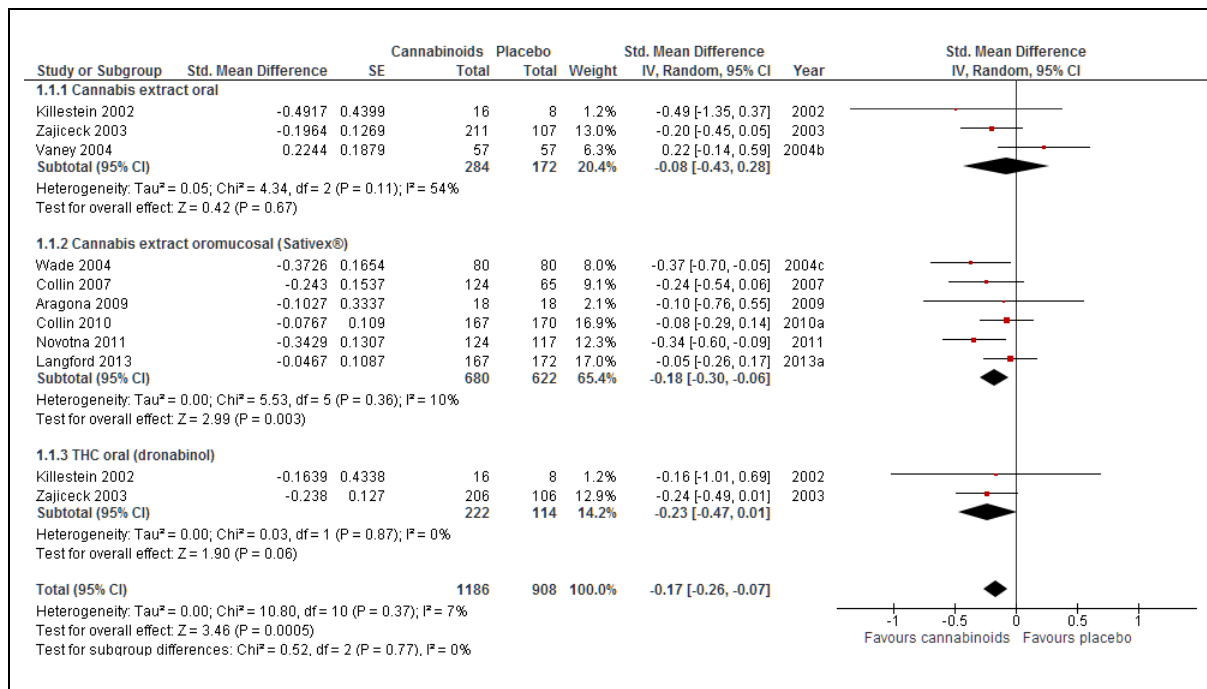 Cannabinoids Placebo Std. Mean Difference Std. Mean Difference
Study or Subgroup Std. Mean Difference SE Total Total Weight IV, Random, 95% CI Year IV, Random, 95% CI
1.1.1 Cannabis extract oral
Killestein 2002 -0.4917 0.4399 16 8 1.2% -0.49 [-1.35, 0.37] 2002
Zajiceck 2003 -0.1964 0.1269 211 107 13.0% -0.20 [-0.45, 0.05] 2003
Vaney 2004 0.2244 0.1879 57 57 6.3% 0.22 [-0.14, 0.59] 2004b
Subtotal (95% CI) 284 172 20.4% -0.08 [-0.43, 0.28]
Heterogeneity: Tau² = 0.05; Chi² = 4.34, df = 2 (P = 0.11); I² = 54%
Test for overall effect: Z = 0.42 (P = 0.67)
1.1.2 Cannabis extract oromucosal (Sativex®)
Wade 2004 -0.3726 0.1654 80 80 8.0% -0.37 [-0.70, -0.05] 2004c
Collin 2007 -0.243 0.1537 124 65 9.1% -0.24 [-0.54, 0.06] 2007
Aragona 2009 -0.1027 0.3337 18 18 2.1% -0.10 [-0.76, 0.55] 2009
Collin 2010 -0.0767 0.109 167 170 16.9% -0.08 [-0.29, 0.14] 2010a
Novotna 2011 -0.3429 0.1307 124 117 12.3% -0.34 [-0.60, -0.09] 2011
Langford 2013 -0.0467 0.1087 167 172 17.0% -0.05 [-0.26, 0.17] 2013a
Subtotal (95% CI) 680 622 65.4% -0.18 [-0.30, -0.06]
Heterogeneity: Tau² = 0.00; Chi² = 5.53, df = 5 (P = 0.36); I² = 10%
Test for overall effect: Z = 2.99 (P = 0.003)
1.1.3 THC oral (dronabinol)
Killestein 2002 -0.1639 0.4338 16 8 1.2% -0.16 [-1.01, 0.69] 2002
Zajiceck 2003 -0.238 0.127 206 106 12.9% -0.24 [-0.49, 0.01] 2003
Subtotal (95% CI) 222 114 14.2% -0.23 [-0.47, 0.01]
Heterogeneity: Tau² = 0.00; Chi² = 0.03, df = 1 (P = 0.87); I² = 0%
Test for overall effect: Z = 1.90 (P = 0.06)
Total (95% CI) 1186 908 100.0% -0.17 [-0.26, -0.07]
Heterogeneity: Tau² = 0.00; Chi² = 10.80, df = 10 (P = 0.37); I² = 7%
Test for overall effect: Z = 3.46 (P = 0.0005)
Test for subgroup differences: Chi² = 0.52, df = 2 (P = 0.77), I² = 0%
-1 -0.5 0 0.5 1
Favours cannabinoids Favours placebo